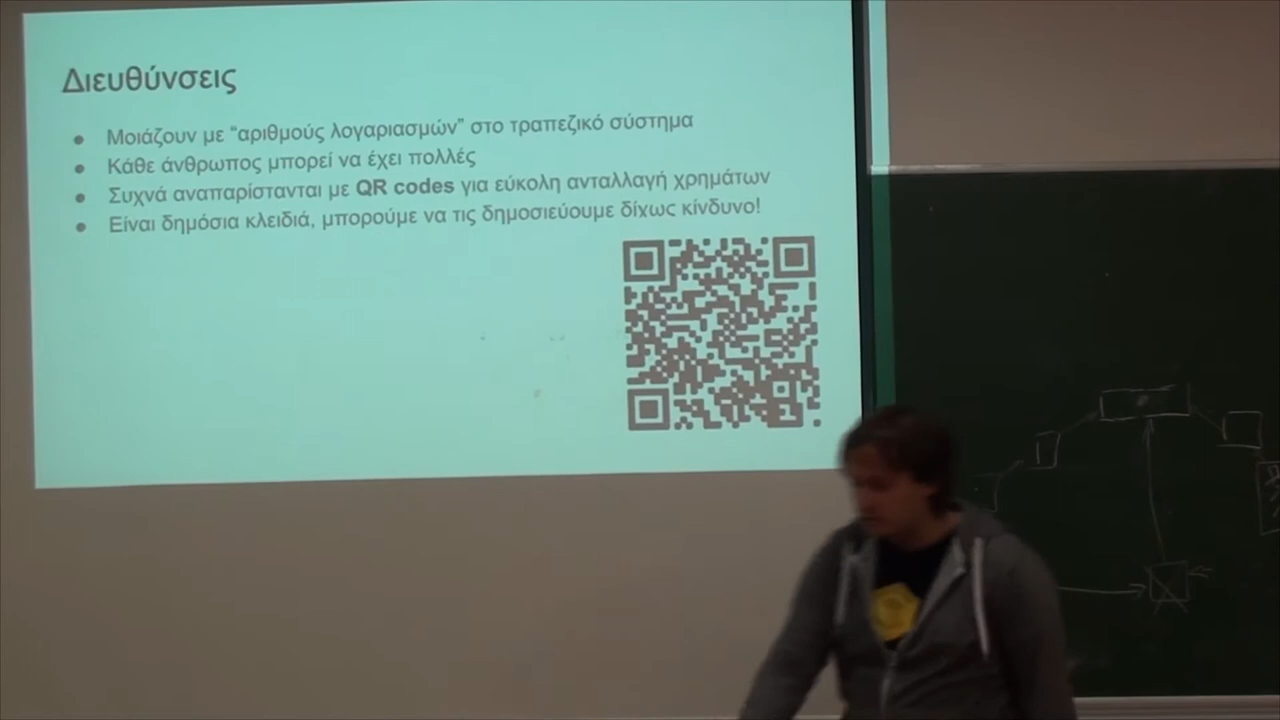 Διευθύνσεις
● Μοιάζουν με “αριθμούς λογαριασμών” στο τραπεζικό σύστημα
● Κάθε άνθρωπος μπορεί να έχει πολλές
● Συχνά αναπαρίστανται με QR codes για εύκολη ανταλλαγή χρημάτων
● Είναι δημόσια κλειδιά, μπορούμε να τις δημοσιεύουμε δίχως κίνδυνο!